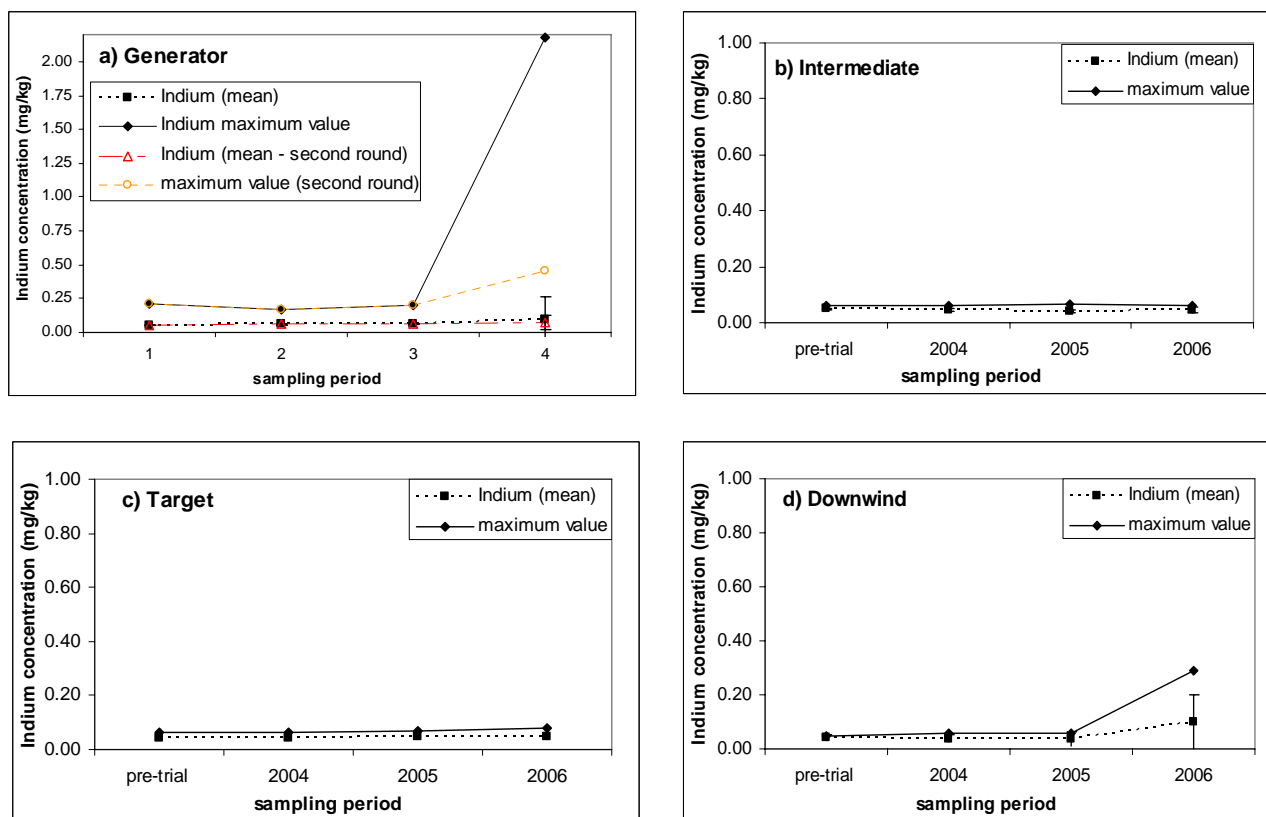 a) Generator
Indium (mean)
Indium maximum value
Indium (mean - second round)
maximum value (second round)
Indium concentration (mg/kg)
2.00
1.75
1.50
1.25
1.00
0.75
0.50
0.25
0.00
1 2 3 4
sampling period
b) Intermediate
Indium (mean)
maximum value
Indium concentration (mg/kg)
1.00
0.80
0.60
0.40
0.20
0.00
pre-trial 2004 2005 2006
sampling period
c) Target
Indium (mean)
maximum value
Indium concentration (mg/kg)
1.00
0.80
0.60
0.40
0.20
0.00
pre-trial 2004 2005 2006
sampling period
d) Downwind
Indium (mean)
maximum value
Indium concentration (mg/kg)
1.00
0.80
0.60
0.40
0.20
0.00
pre-trial 2004 2005 2006
sampling period